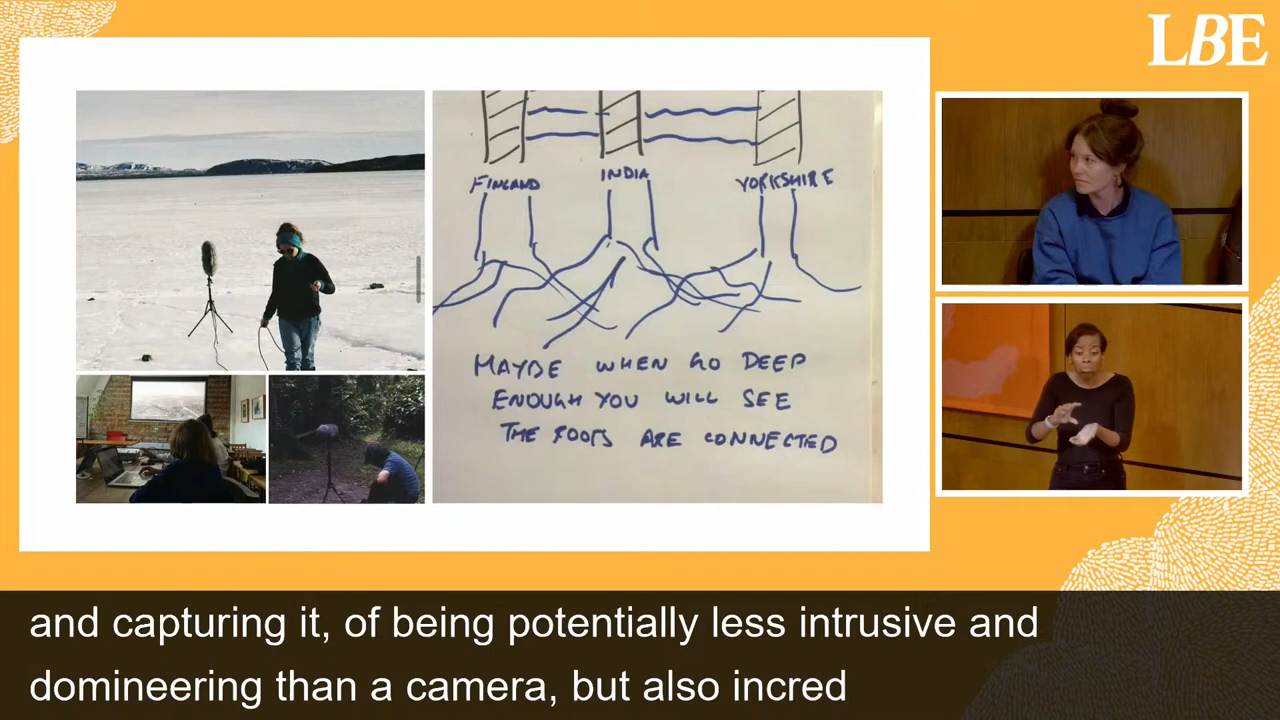 LBE
FINLAND INDIA YORKSHIRE
MAYBE WHEN GO DEEP
ENOUGH YOU WILL SEE
THE ROOTS ARE CONNECTED
and capturing it, of being potentially less intrusive and
domineering than a camera, but also incred